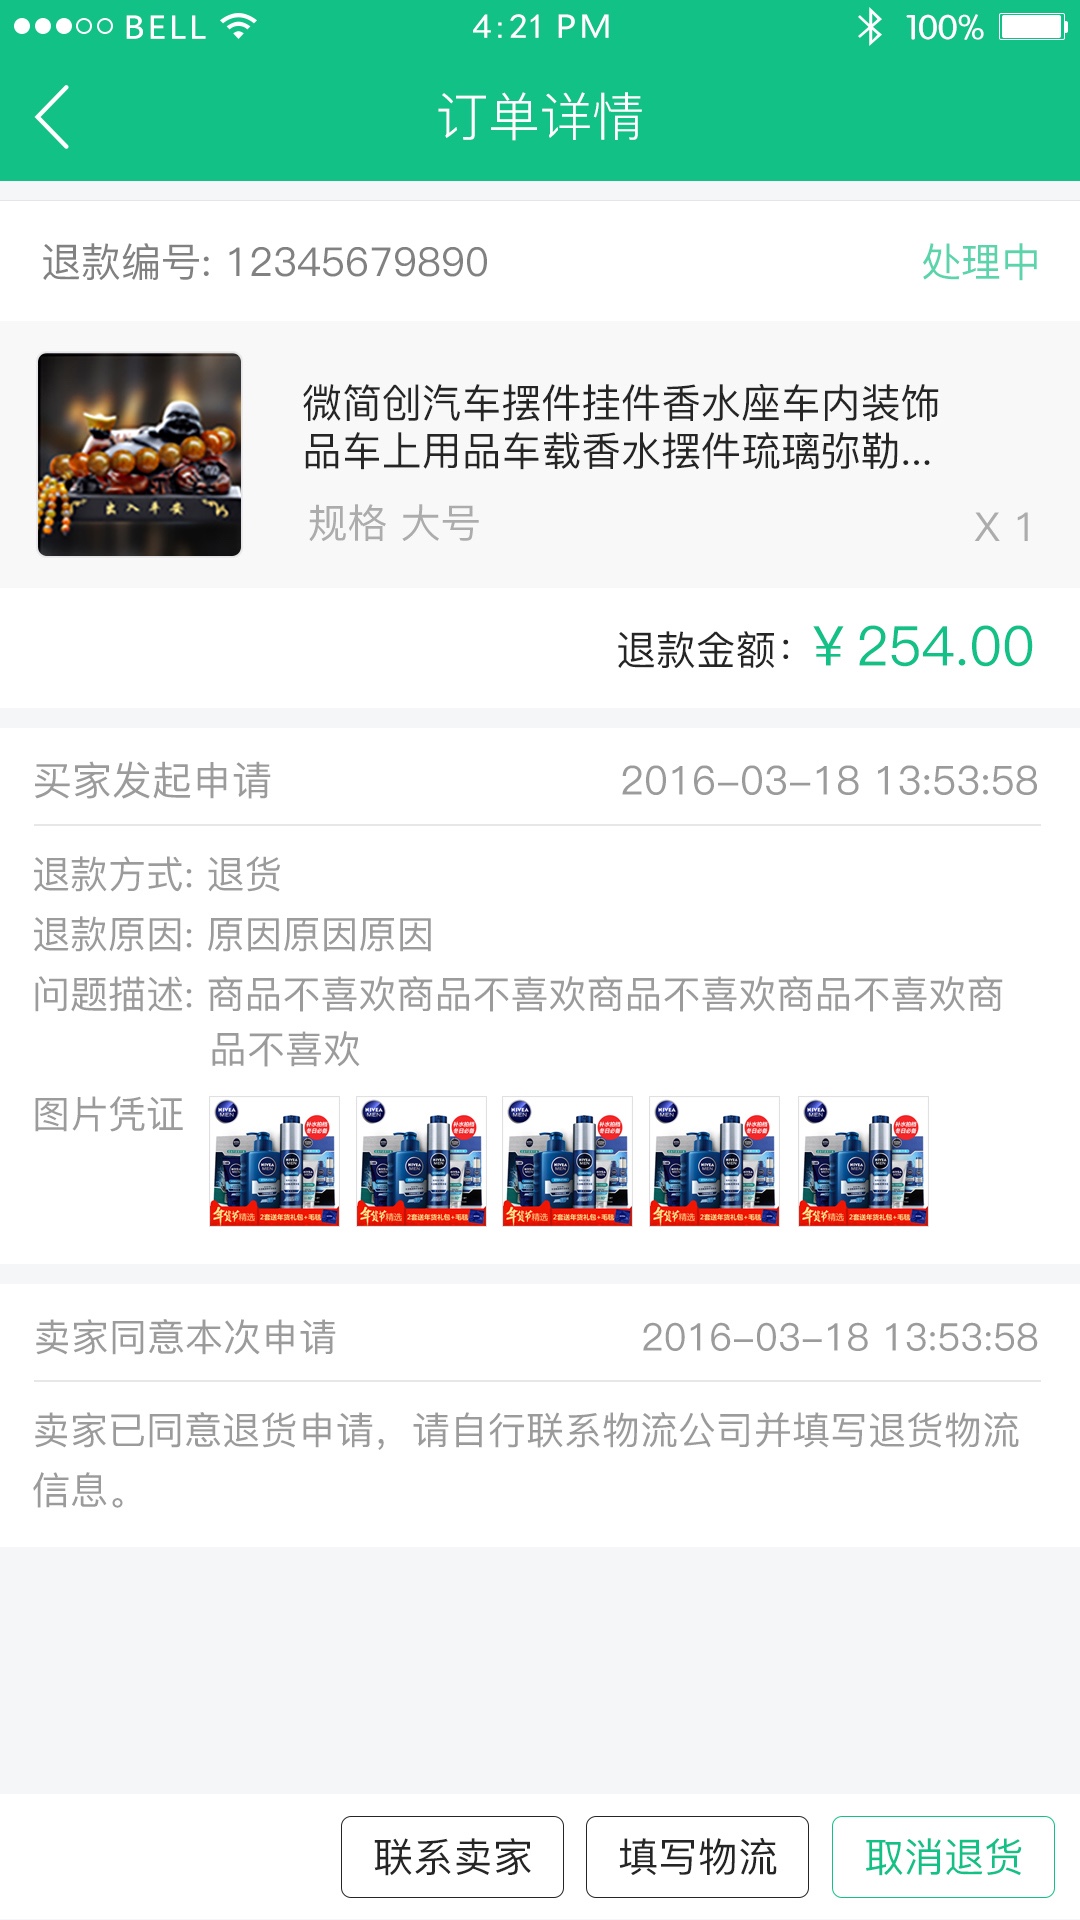 BELL 4:21 PM 100%
订单详情
退款编号: 12345679890 处理中
微简创汽车摆件挂件香水座车内装饰
品车上用品车载香水摆件琉璃弥勒...
出入平安
规格 大号 X 1
退款金额: ¥ 254.00
买家发起申请 2016-03-18 13:53:58
退款方式: 退货
退款原因: 原因原因原因
问题描述: 商品不喜欢商品不喜欢商品不喜欢商品不喜欢商
品不喜欢
图片凭证
卖家同意本次申请 2016-03-18 13:53:58
卖家已同意退货申请, 请自行联系物流公司并填写退货物流
信息。
联系卖家 填写物流 取消退货